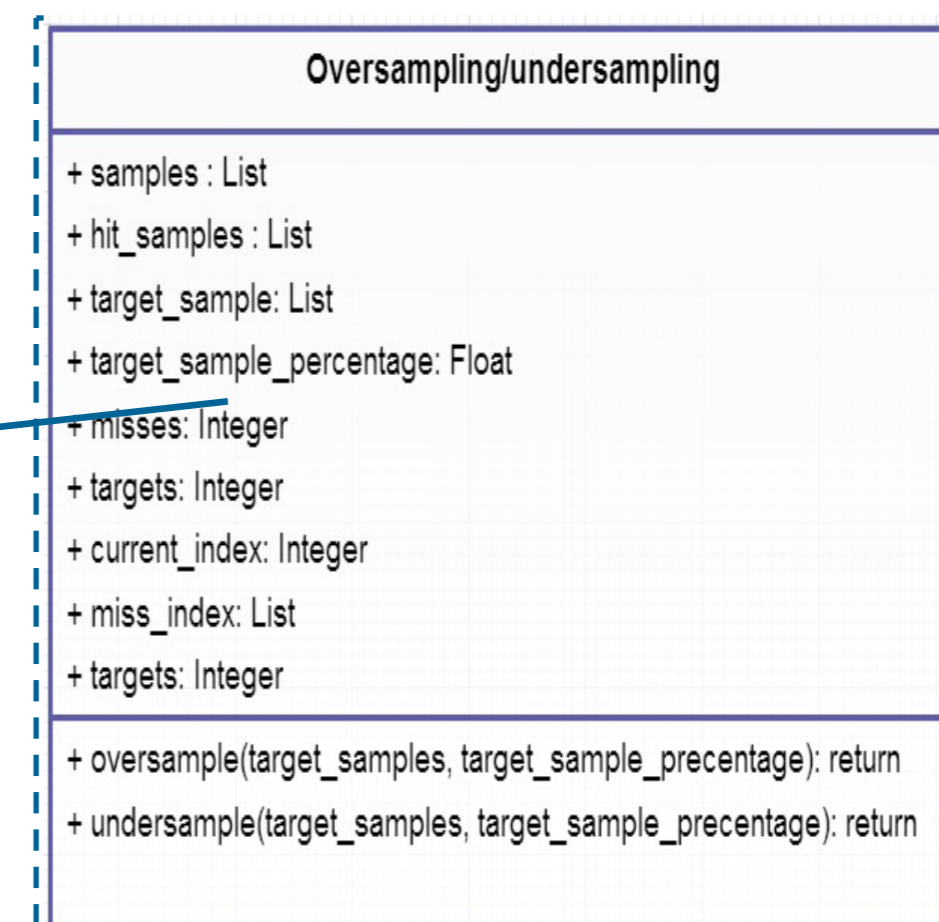 Oversampling/undersampling
+ samples : List
+ hit_samples : List
+ target_sample: List
+ target_sample_percentage: Float
+ misses: Integer
+ targets: Integer
+ current_index: Integer
+ miss_index: List
+ targets: Integer
+ oversample(target_samples, target_sample_precentage): return
+ undersample(target_samples, target_sample_precentage): return